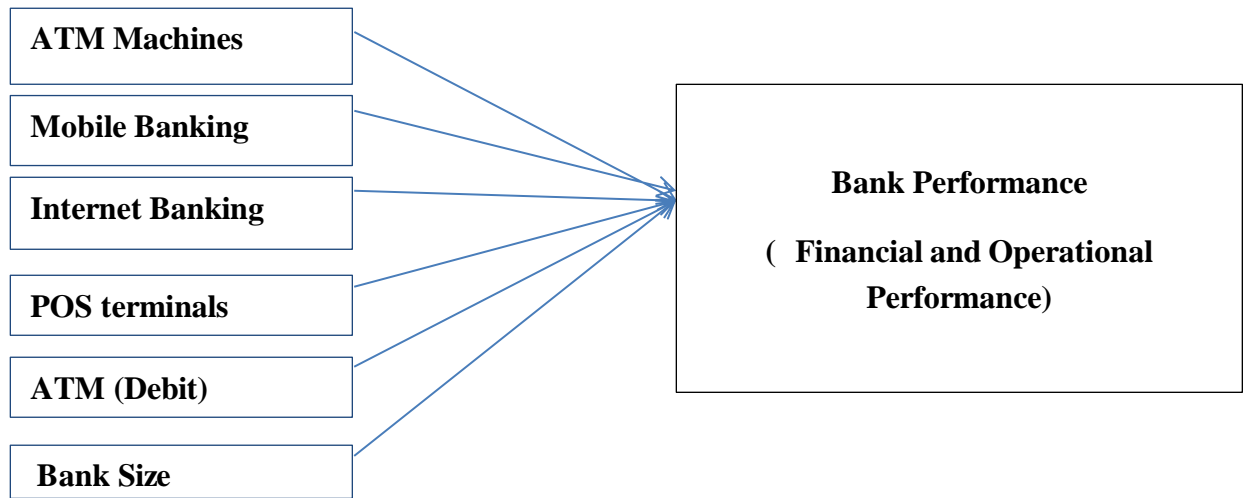 ATM Machines
Mobile Banking
Internet Banking
POS terminals
ATM (Debit)
Bank Size
Bank Performance
( Financial and Operational
Performance)